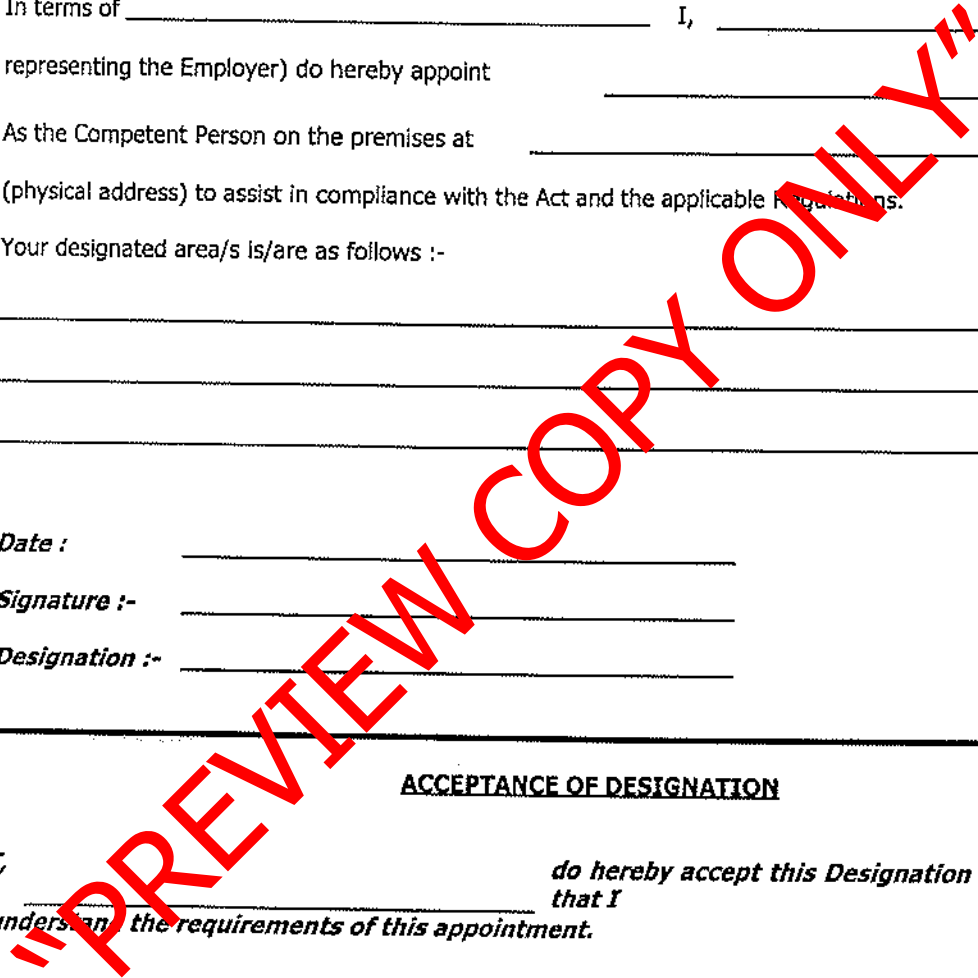 In terms of I,
representing the Employer) do hereby appoint
As the Competent Person on the premises at
(physical address) to assist in compliance with the Act and the applicable Regulations.
Your designated area/s is/are as follows :-
Date :
Signature :-
Designation :-
ACCEPTANCE OF DESIGNATION
do hereby accept this Designation
that I
understand the requirements of this appointment.
"PREVIEW COPY ONLY"